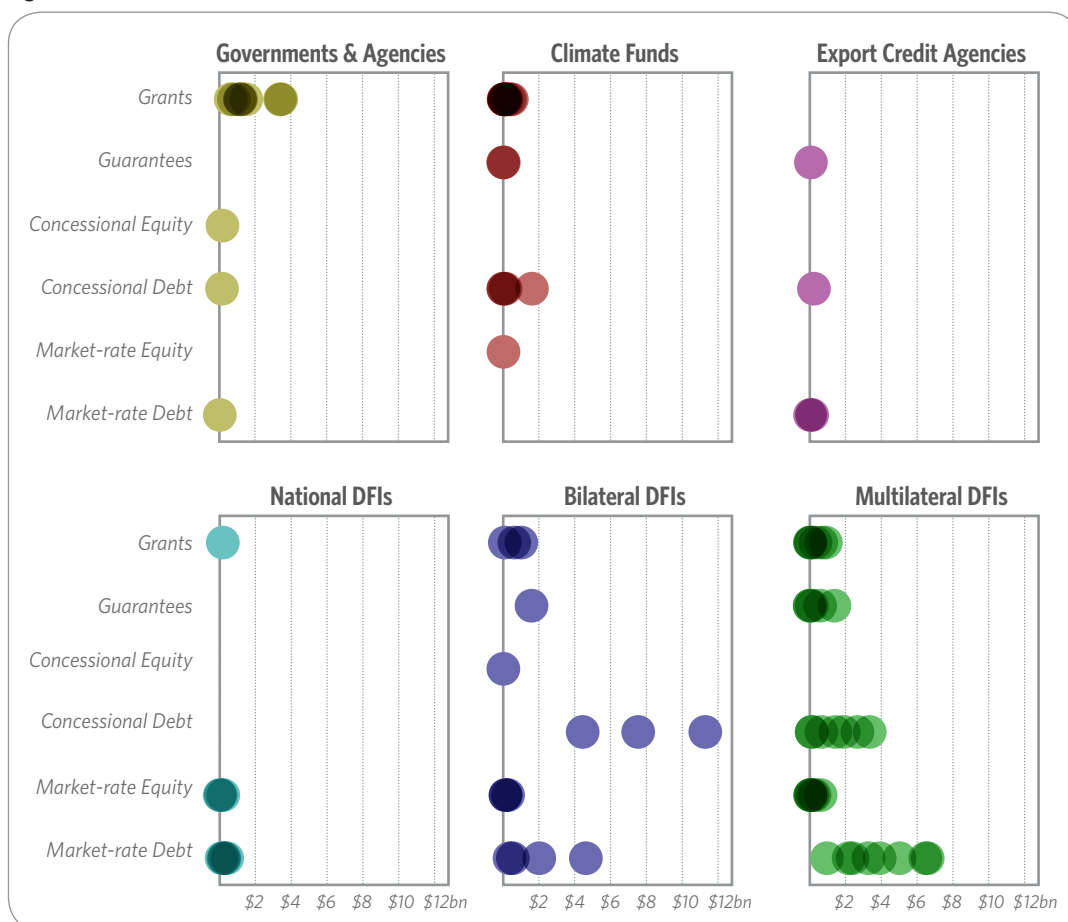 Governments & Agencies Climate Funds Export Credit Agencies
Grants
Guarantees
Concessional Equity
Concessional Debt
Market-rate Equity
Market-rate Debt
National DFIs Bilateral DFIs Multilateral DFIs
Grants
Guarantees
Concessional Equity
Concessional Debt
Market-rate Equity
Market-rate Debt
$2 $4 $6 $8 $10 $12bn $2 $4 $6 $8 $10 $12bn $2 $4 $6 $8 $10 $12bn